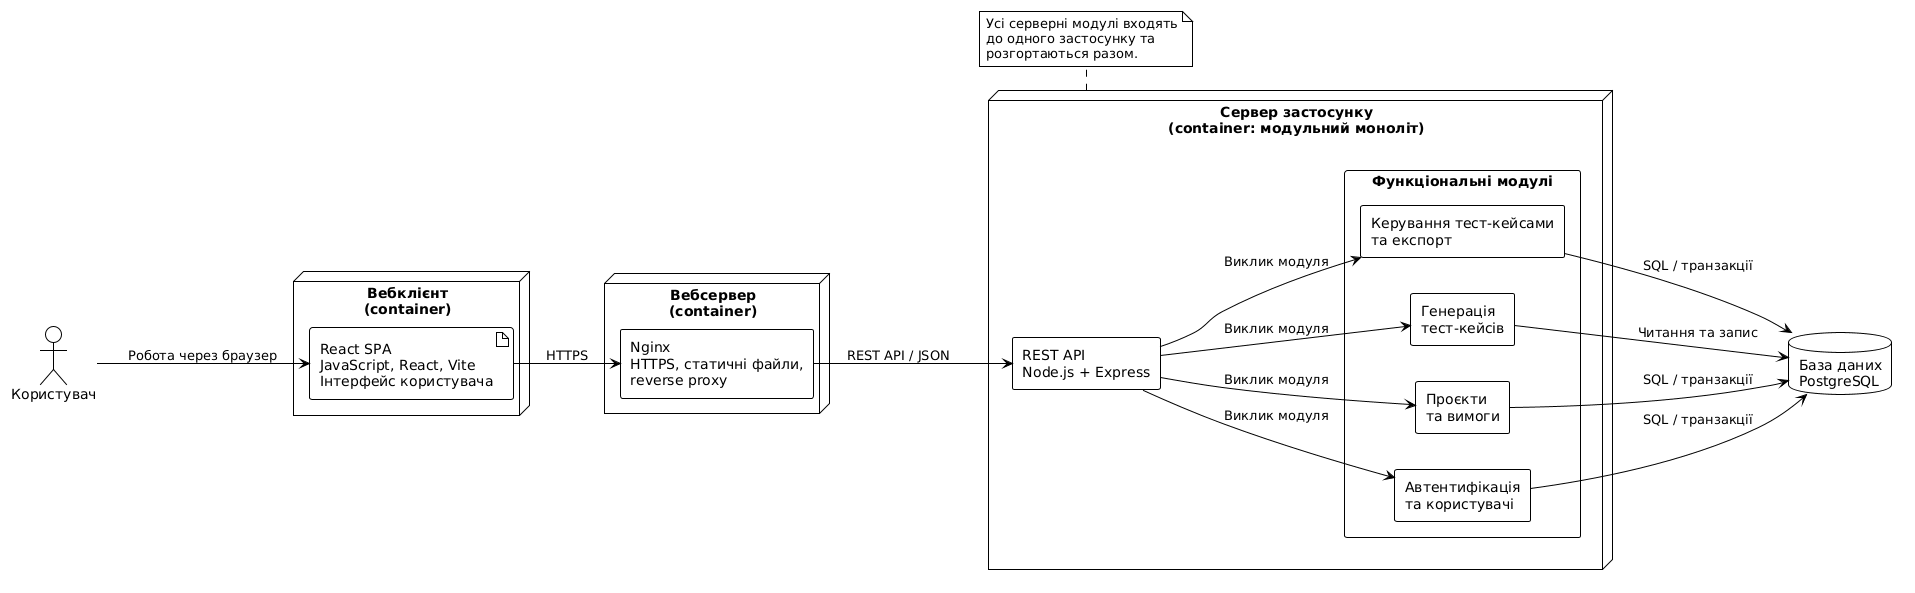 Усі серверні модулі входять
до одного застосунку та
розгортаються разом.
Користувач
Робота через браузер
Вебклієнт
(container)
React SPA
JavaScript, React, Vite
Інтерфейс користувача
HTTPS
Вебсервер
(container)
Nginx
HTTPS, статичні файли,
reverse proxy
REST API / JSON
Сервер застосунку
(container: модульний моноліт)
REST API
Node.js + Express
Виклик модуля
Виклик модуля
Виклик модуля
Виклик модуля
Функціональні модулі
Керування тест-кейсами
та експорт
Генерація
тест-кейсів
Проєкти
та вимоги
Автентифікація
та користувачі
SQL / транзакції
Читання та запис
SQL / транзакції
SQL / транзакції
База даних
PostgreSQL